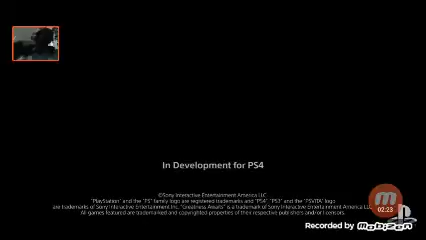 In Development for PS4
©Sony Interactive Entertainment America LLC
"PlayStation" and the "PS" family logo are registered trademarks and "PS4", "PS3" and the "PSVITA" logo
are trademarks of Sony Interactive Entertainment Inc. "Greatness Awaits" is a trademark of Sony Interactive Entertainment America LLC
All games featured are trademarked and copyrighted properties of their respective publishers and/or licensors.
02:23
Recorded by Mobizen